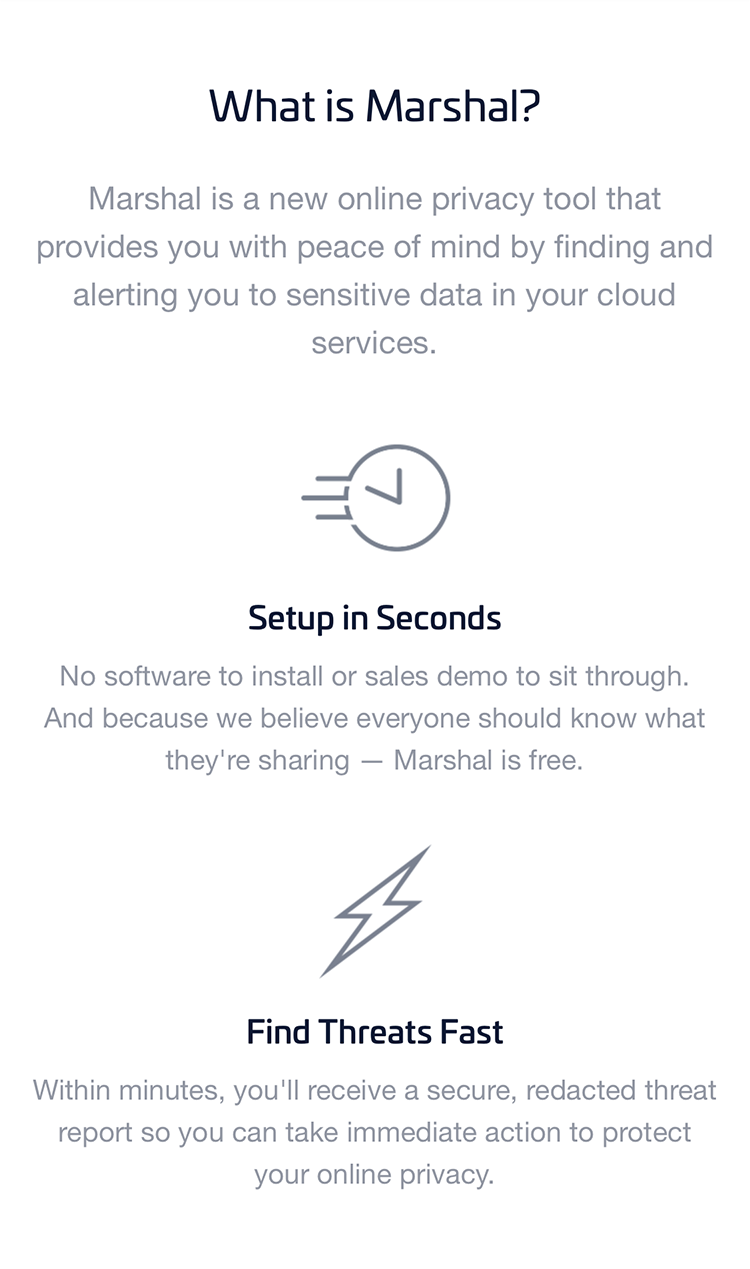 What is Marshal?
Marshal is a new online privacy tool that
provides you with peace of mind by finding and
alerting you to sensitive data in your cloud
services.
Setup in Seconds
No software to install or sales demo to sit through.
And because we believe everyone should know what
they're sharing — Marshal is free.
Find Threats Fast
Within minutes, you'll receive a secure, redacted threat
report so you can take immediate action to protect
your online privacy.